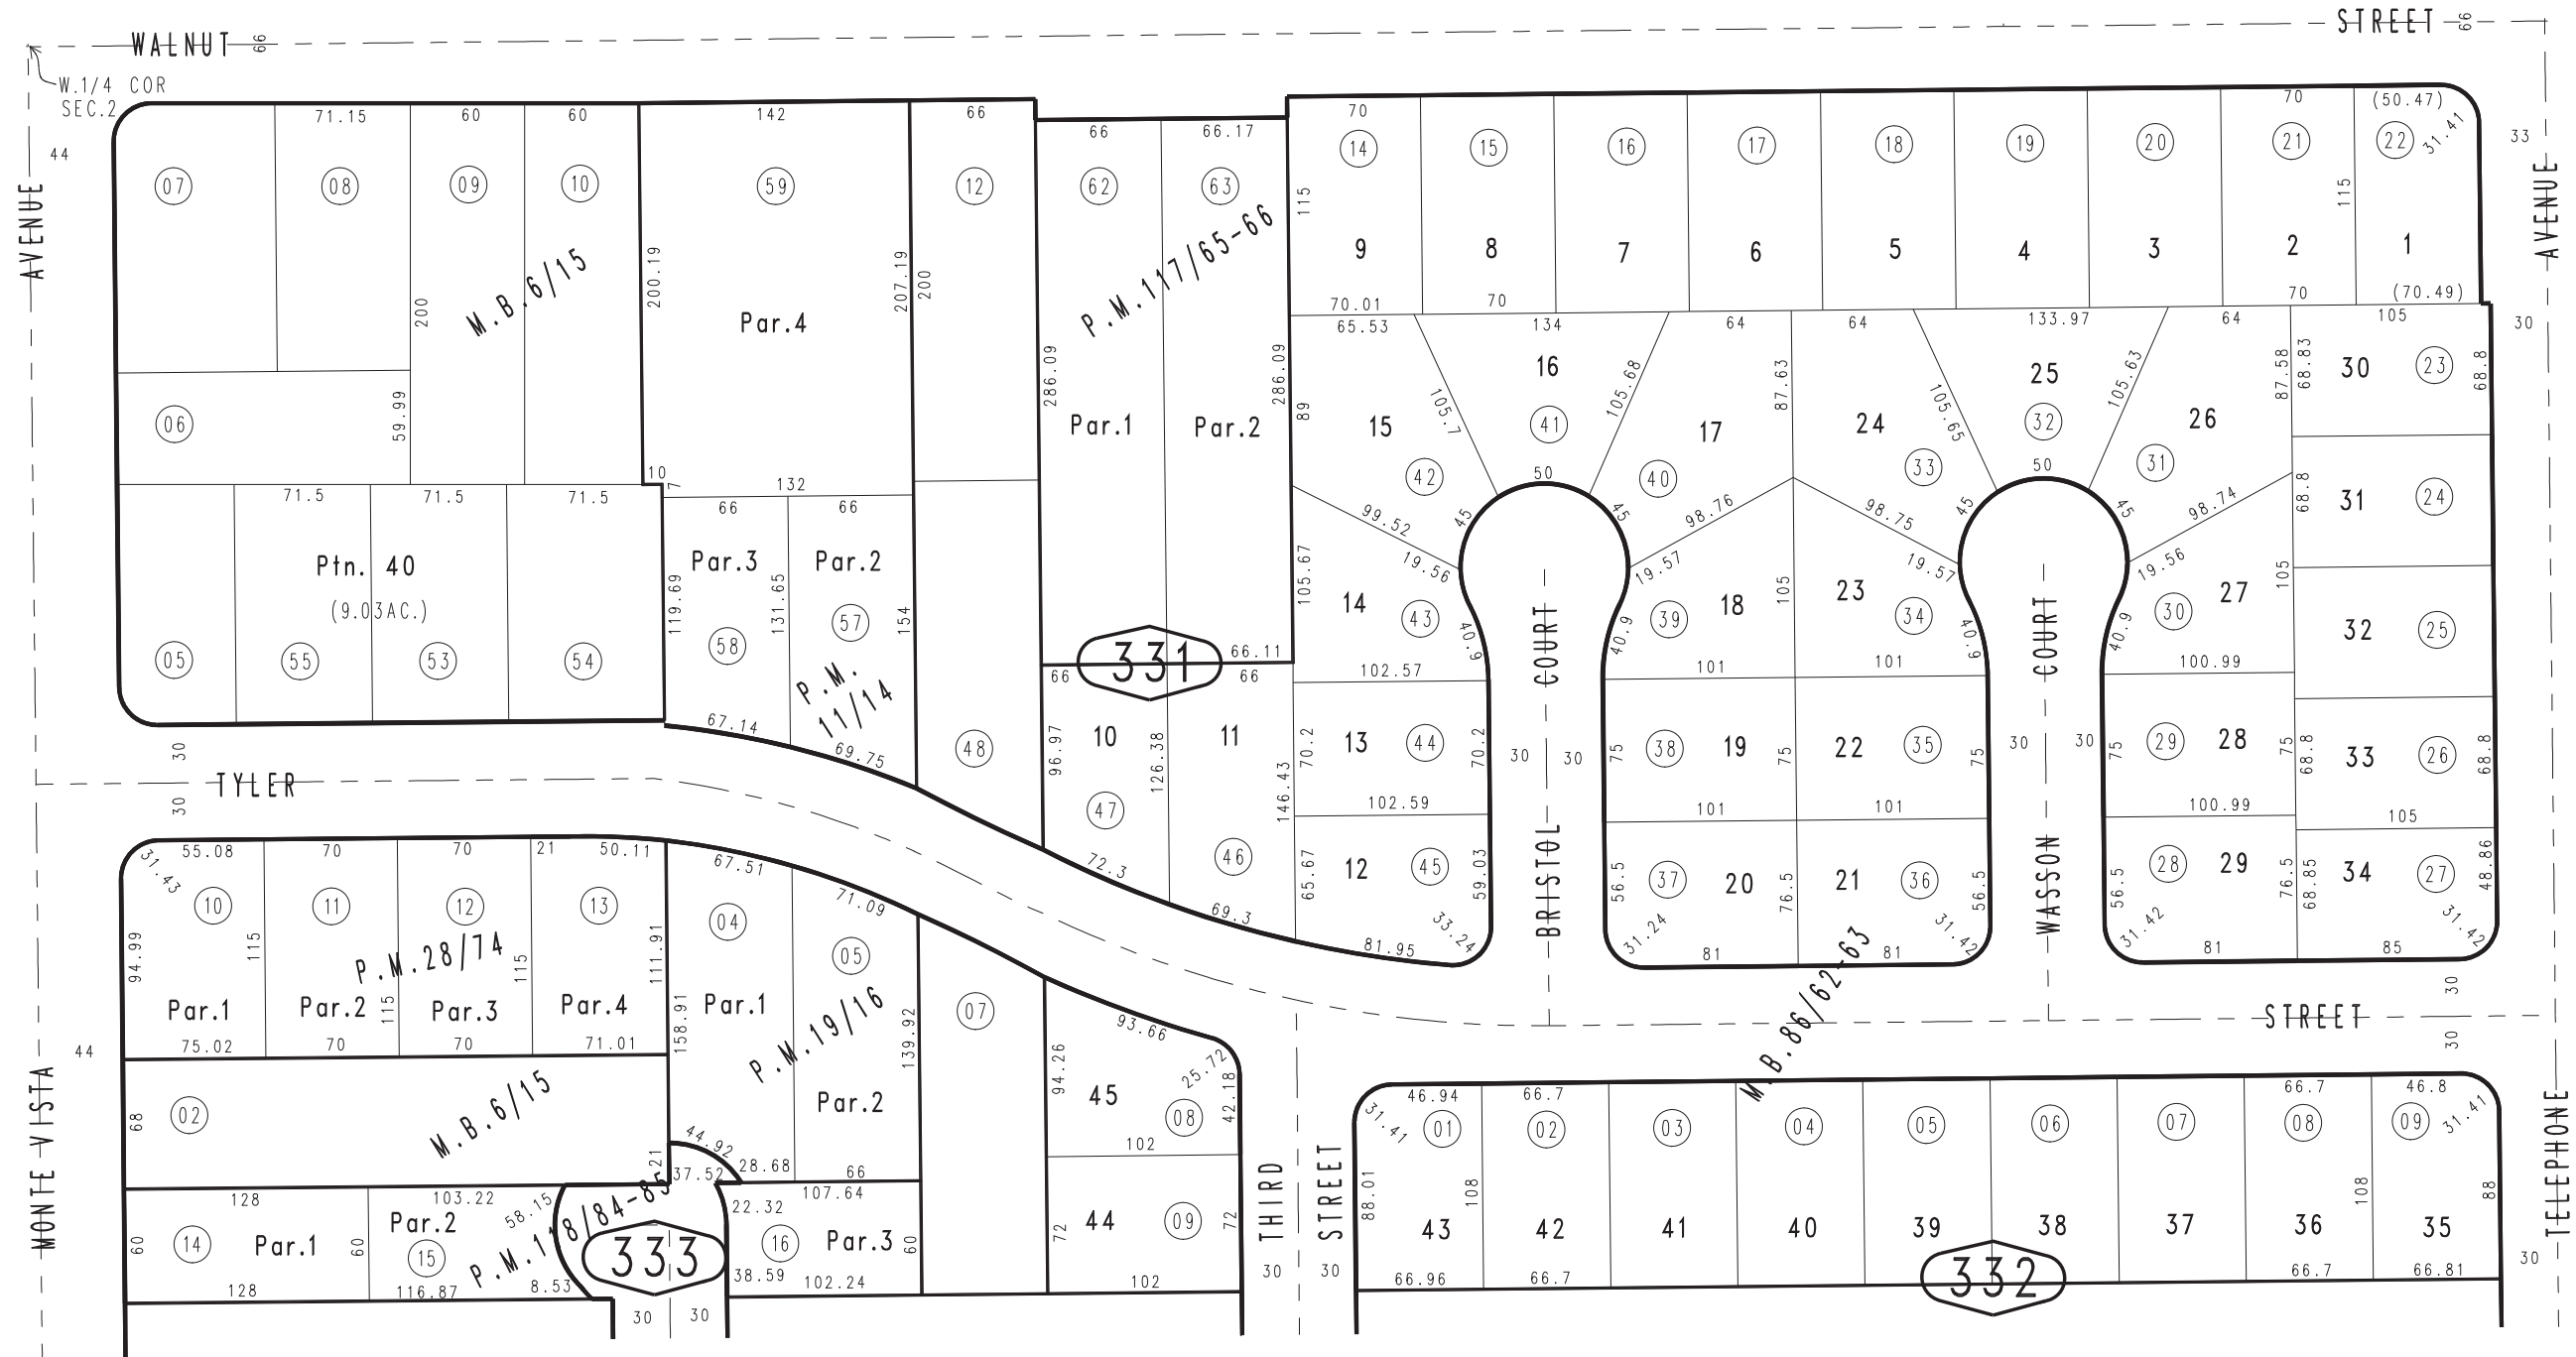 WALNUT 66
STREET 66
W.1/4 COR
SEC.2
44
AVENUE
33
AVENUE
30
71.15 60 60 142 66
07 08 09 10 59 12
M.B.6/15
200 200.19 207.19 200
Par.4
06
59.99
10 7 132
66 66.17
62 63
P.M.117/65-66
286.09 286.09
Par.1 Par.2
66.11
331
70 70 (50.47)
14 15 16 17 18 19 20 21 22
31.41
115 115
9 8 7 6 5 4 3 2 1
70.01 70 70 (70.49)
65.53 134 64 64 133.97 64 105
16 25 30 23
105.7 105.68 87.63 105.65 105.63 87.58 68.83 68.8
89 15 41 17 24 32 26
42 50 40 33 50 31
31 24
68.8
99.52 45 45 98.76 98.75 45 45 98.74
19.56 19.57 19.57 19.56
105.67 105 105
14 43 39 18 23 34 30 27
32 25
40.9 40.9 40.9 40.9
102.57 101 101 100.99
71.5 71.5 71.5
66 66
Ptn. 40
(9.03AC.)
Par.3 Par.2
119.69 131.65 154
05 55 53 54 58 57
P.M.
11/14
67.14 69.75
48
66 66
10 11
96.97 126.38 146.43
47 46
72.3 69.3
13 44
70.2 70.2
102.59
12 45
65.67 59.03
33.24
81.95
BRISTOL COURT
30 30
38 19 22 35
75 75 75
101 101
37 20 21 36
56.5 76.5 56.5
31.24 31.42
81 81
WASSON COURT
30 30
29 28
75 75
100.99
28 29
56.5 76.5
31.42
81
33 26
68.8 68.8
105
34 27
68.85 48.86
31.42
85
30
TYLER
30
STREET
30
30
31.43 55.08 70 70 21 50.11
10 11 12 13
94.99 115 115 115 111.91
P.M.28/74
Par.1 Par.2 Par.3 Par.4
75.02 70 70 71.01
44
MONTE VISTA
67.51 71.09
04 05
158.91 139.92
Par.1
P.M.19/16
Par.2
02
68
M.B.6/15
21 44.92
37.52 28.68 66
07
93.66
94.26 25.72
45 08 42.18
102
44 09
72 72
102
128 103.22 58.15
60 14 Par.1 60 Par.2 15
P.M.118/84-85
128 116.87 8.53
333
30 30
22.32 107.64
16 Par.3 60
38.59 102.24
THIRD STREET
30 30
M.B.86/62-63
31.41 46.94 66.7 66.7 46.8 31.41
01 02 03 04 05 06 07 08 09
88.01 108 108 88
43 42 41 40 39 38 37 36 35
66.96 66.7 66.7 66.81
332
TELEPHONE
30